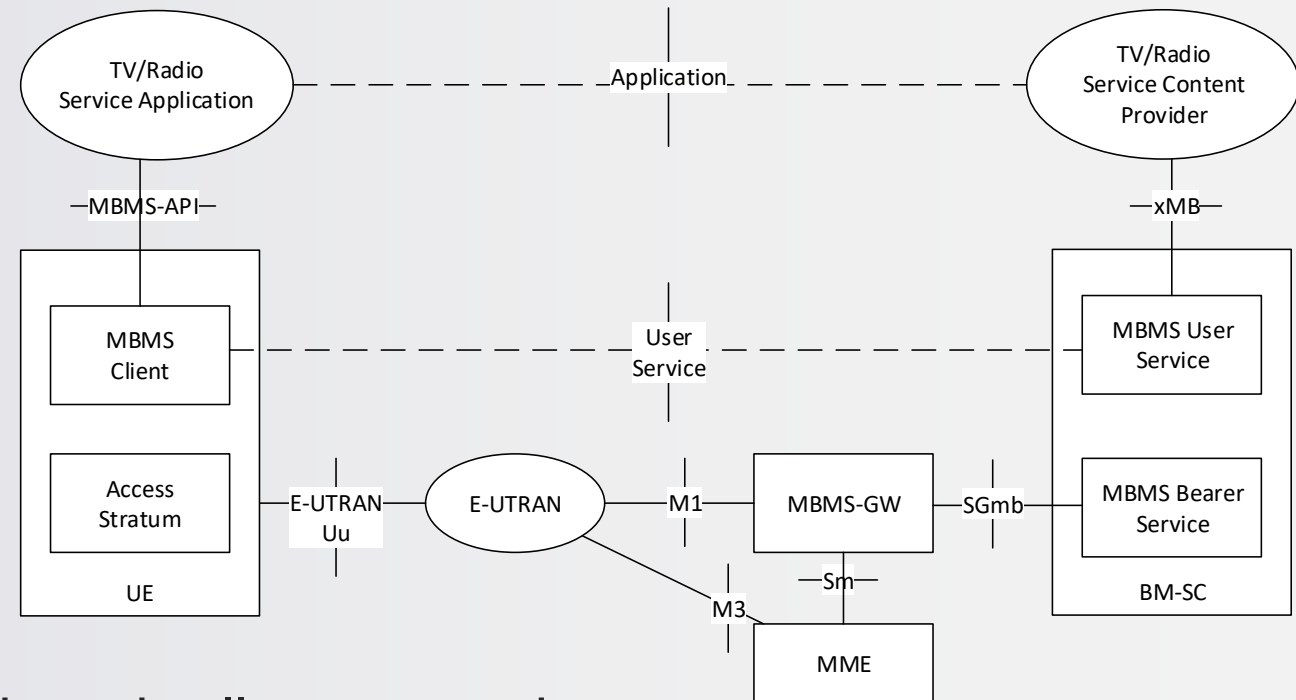 TV/Radio
Service Application
Application
TV/Radio
Service Content
Provider
MBMS-API
xMB
MBMS
Client
User
Service
MBMS User
Service
Access
Stratum
E-UTRAN
Uu
E-UTRAN
M1
MBMS-GW
SGmb
MBMS Bearer
Service
UE
Sm
BM-SC
M3
MME